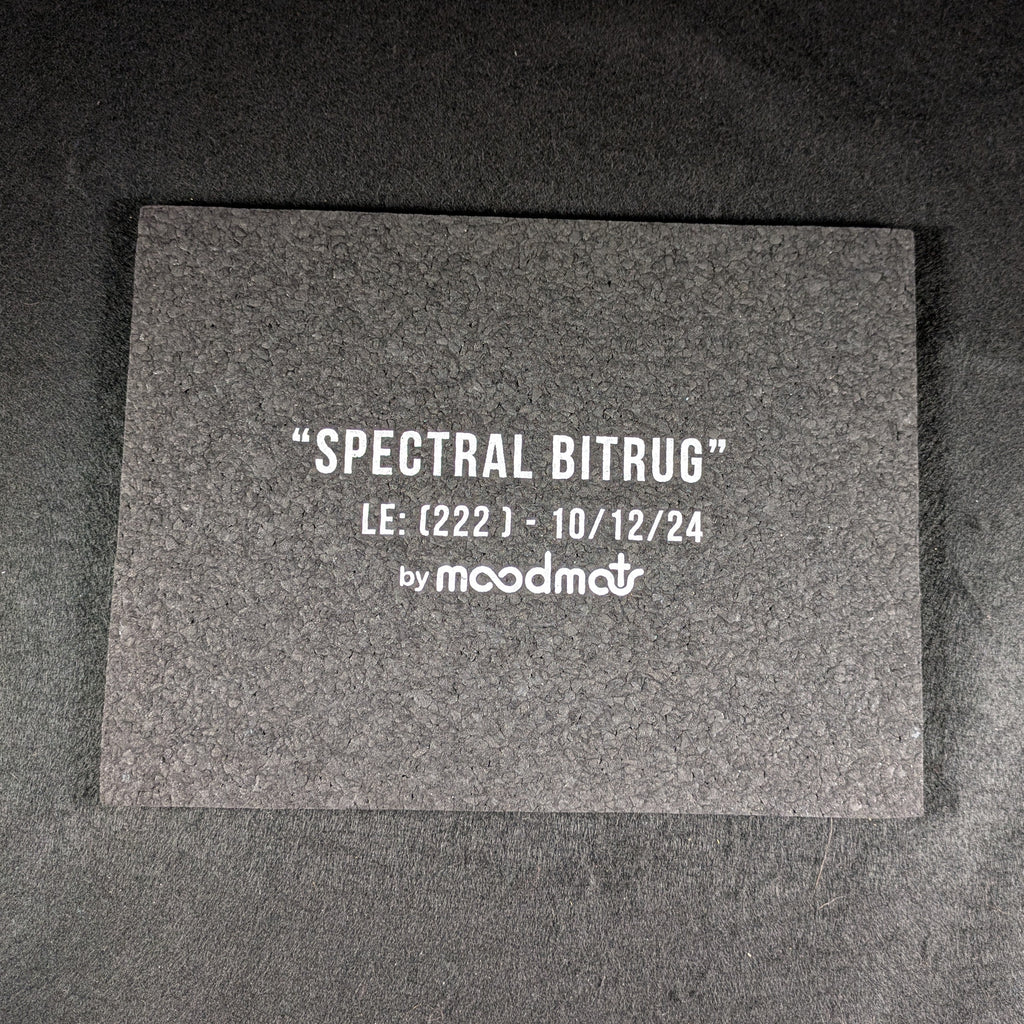 “SPECTRAL BITRUG”
LE: (222 ) - 10/12/24
by moodmats